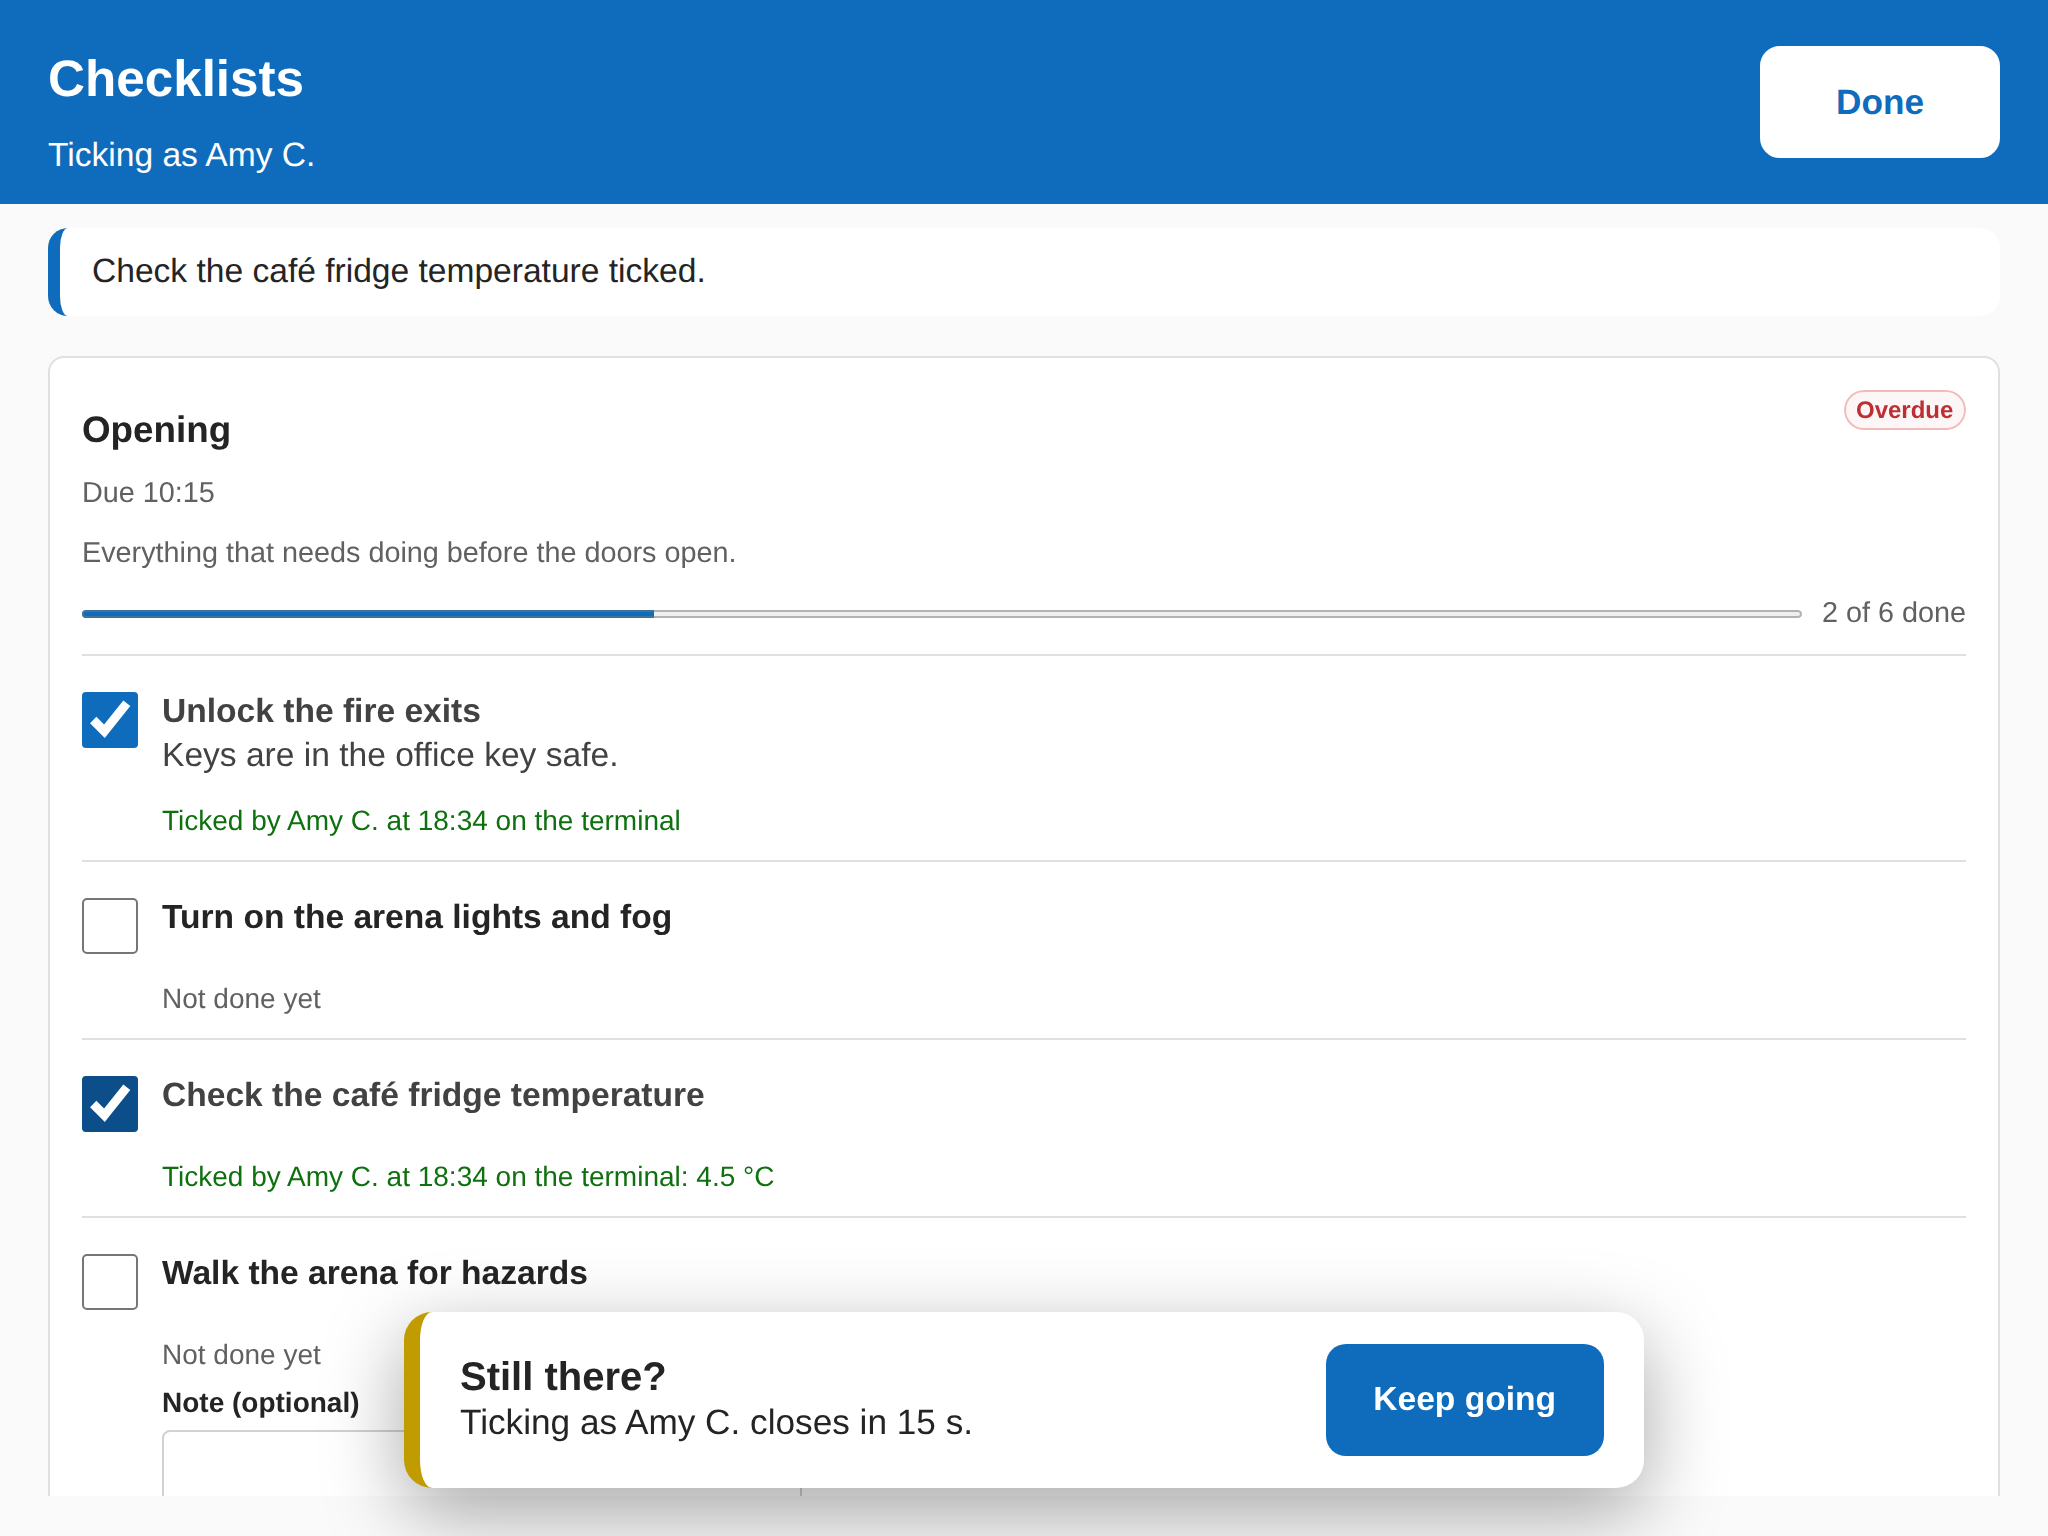 Checklists
Done
Ticking as Amy C.
Check the café fridge temperature ticked.
Overdue
Opening
Due 10:15
Everything that needs doing before the doors open.
2 of 6 done
Unlock the fire exits
Keys are in the office key safe.
Ticked by Amy C. at 18:34 on the terminal
Turn on the arena lights and fog
Not done yet
Check the café fridge temperature
Ticked by Amy C. at 18:34 on the terminal: 4.5 °C
Walk the arena for hazards
Not done yet
Note (optional)
Still there?
Ticking as Amy C. closes in 15 s.
Keep going